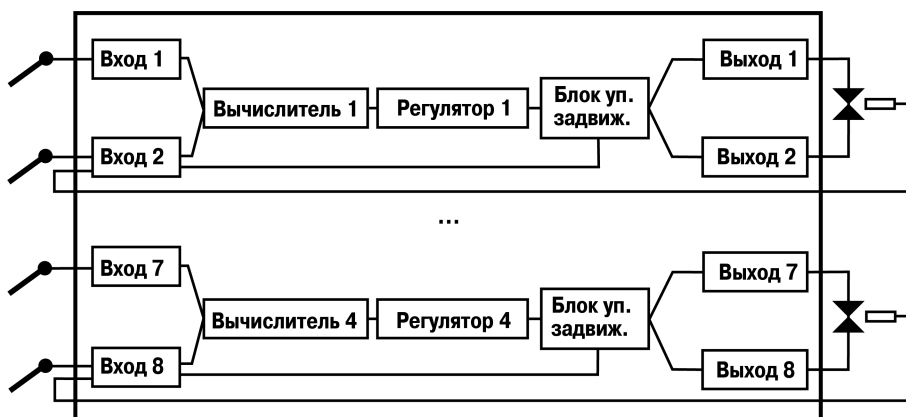 Вход 1
Выход 1
Вычислитель 1
Регулятор 1
Блок уп.
задвиж.
Вход 2
Выход 2
...
Вход 7
Выход 7
Вычислитель 4
Регулятор 4
Блок уп.
задвиж.
Вход 8
Выход 8